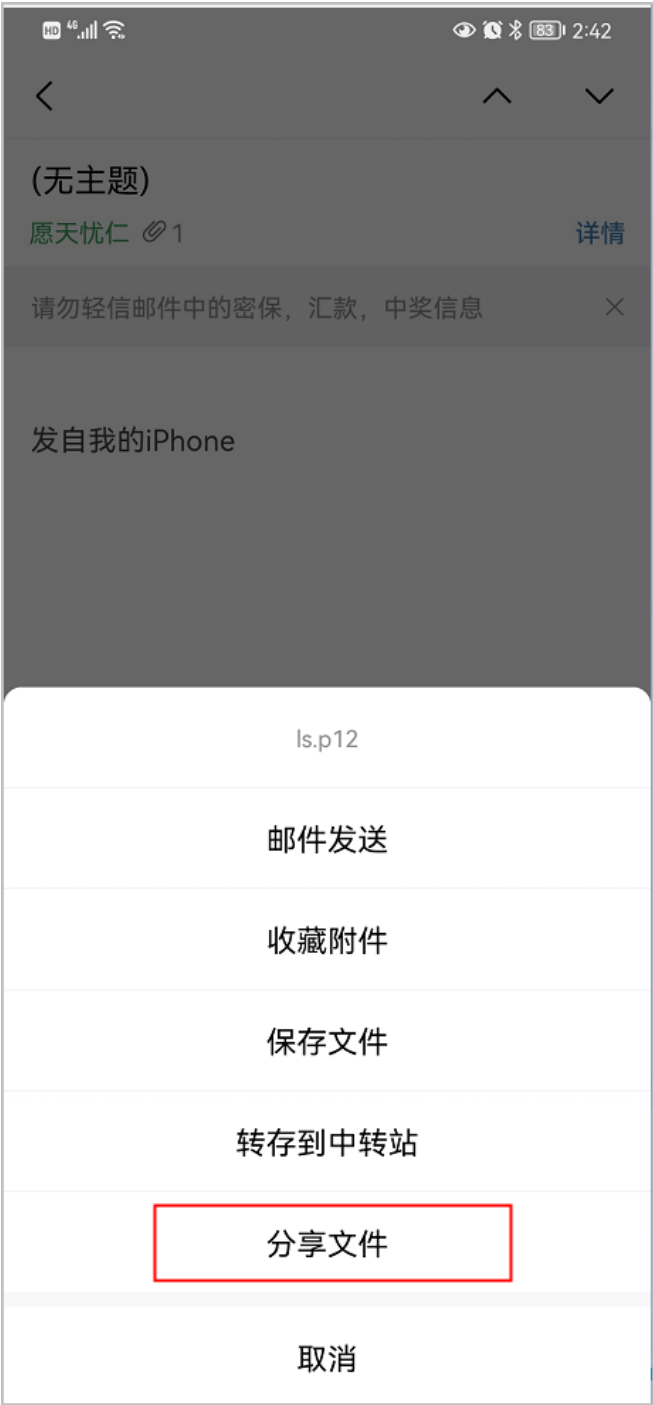 HD 4G 83 2:42
(无主题)
愿天忧仁 1 详情
请勿轻信邮件中的密保，汇款，中奖信息
发自我的iPhone
ls.p12
邮件发送
收藏附件
保存文件
转存到中转站
分享文件
取消